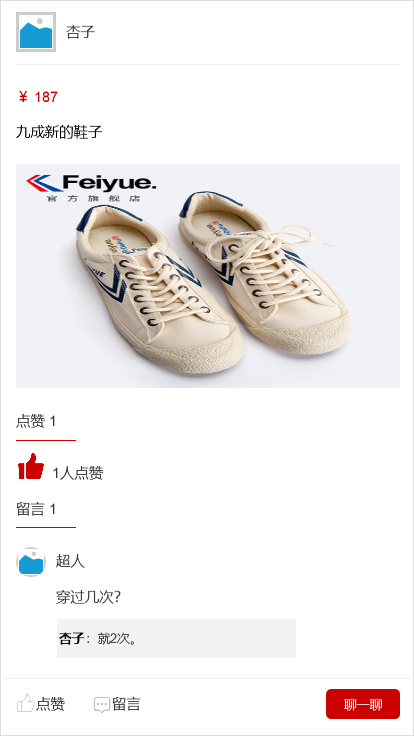 杏子
¥ 187
九成新的鞋子
Feiyue.
官方旗舰店
点赞 1
1人点赞
留言 1
超人
穿过几次?
杏子: 就2次。
点赞
留言
聊一聊